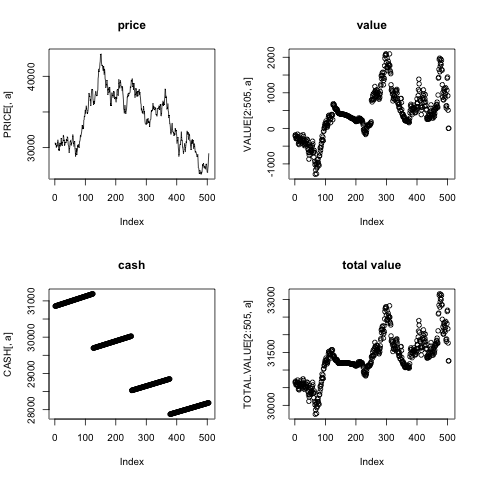 price
PRICE[, a]
30000 40000
0 100 200 300 400 500
Index
value
VALUE[2:505, a]
-1000 0 1000 2000
0 100 200 300 400 500
Index
cash
CASH[, a]
28000 29000 30000 31000
0 100 200 300 400 500
Index
total value
TOTAL.VALUE[2:505, a]
30000 31500 33000
0 100 200 300 400 500
Index